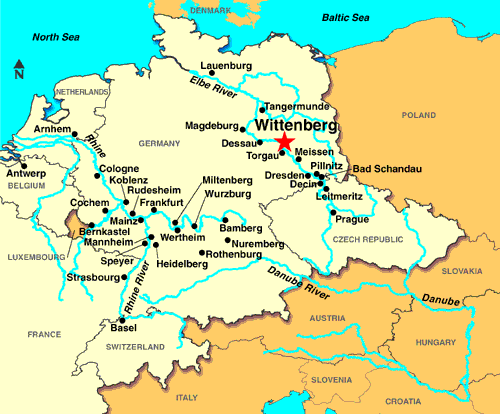 DENMARK
Baltic Sea
North Sea
N
Lauenburg
Elbe River
NETHERLANDS
Tangermunde
Magdeburg
Wittenberg
POLAND
Arnhem
Rhine
GERMANY
Dessau
Torgau
Meissen
Pillnitz
Antwerp
Cologne
Dresden
Bad Schandau
BELGIUM
Koblenz
Miltenberg
Decin
Rudesheim
Wurzburg
Leitmeritz
Cochem
Frankfurt
Mainz
Bamberg
Prague
Bernkastel
Wertheim
Mannheim
Nuremberg
CZECH REPUBLIC
LUXEMBOURG
Speyer
Heidelberg
Rothenburg
Strasbourg
Rhine River
Danube River
SLOVAKIA
Danube
Basel
AUSTRIA
FRANCE
SWITZERLAND
HUNGARY
SLOVENIA
ITALY
CROATIA